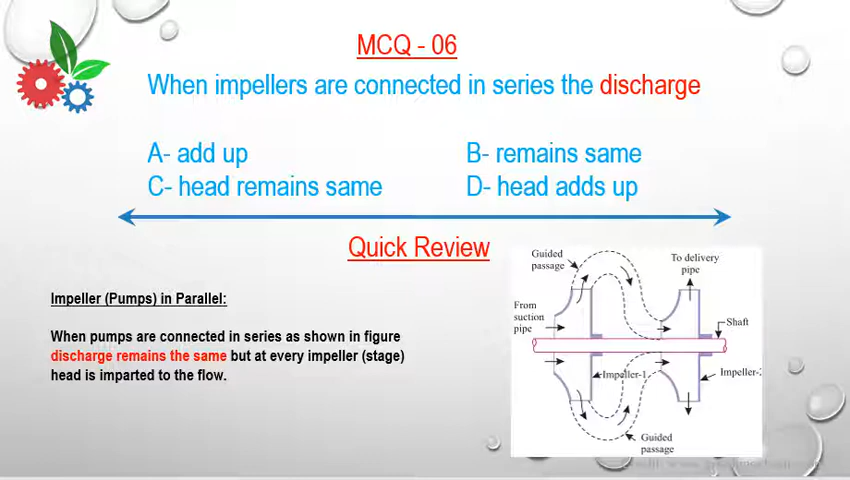 MCQ - 06
When impellers are connected in series the discharge
A- add up
B- remains same
C- head remains same
D- head adds up
Quick Review
Impeller (Pumps) in Parallel:
When pumps are connected in series as shown in figure
discharge remains the same but at every impeller (stage)
head is imparted to the flow.
Guided
passage
To delivery
pipe
From
suction
pipe
Shaft
Impeller-1
Impeller-
Guided
passage